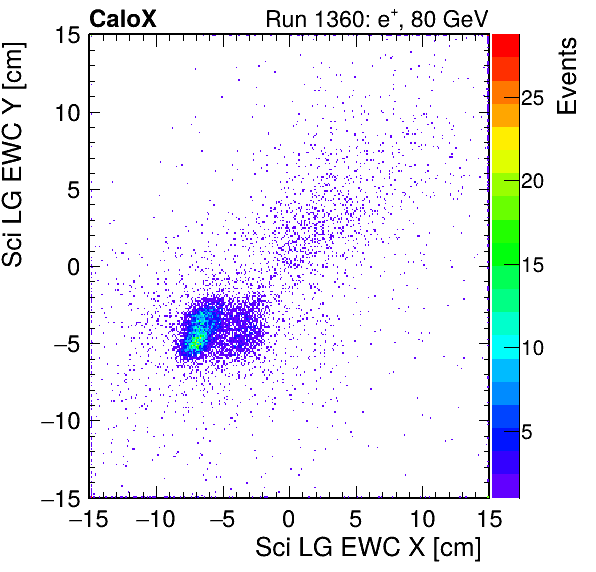 CaloX Run 1360: e+, 80 GeV
Sci LG EWC Y [cm]
15
10
5
0
−5
−10
−15
−15 −10 −5 0 5 10 15
Sci LG EWC X [cm]
25
20
15
10
5
Events